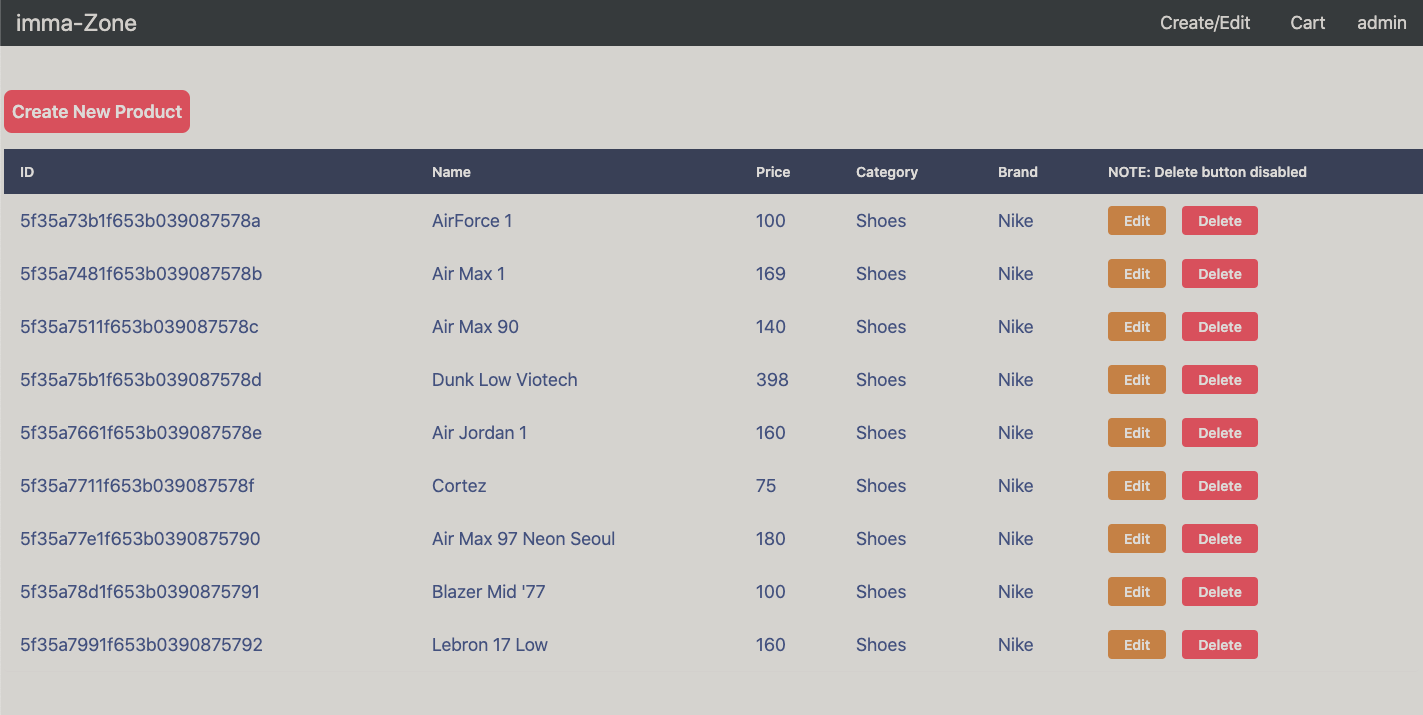 imma-Zone Create/Edit Cart admin
Create New Product
ID Name Price Category Brand NOTE: Delete button disabled
5f35a73b1f653b039087578a AirForce 1 100 Shoes Nike Edit Delete
5f35a7481f653b039087578b Air Max 1 169 Shoes Nike Edit Delete
5f35a7511f653b039087578c Air Max 90 140 Shoes Nike Edit Delete
5f35a75b1f653b039087578d Dunk Low Viotech 398 Shoes Nike Edit Delete
5f35a7661f653b039087578e Air Jordan 1 160 Shoes Nike Edit Delete
5f35a7711f653b039087578f Cortez 75 Shoes Nike Edit Delete
5f35a77e1f653b0390875790 Air Max 97 Neon Seoul 180 Shoes Nike Edit Delete
5f35a78d1f653b0390875791 Blazer Mid '77 100 Shoes Nike Edit Delete
5f35a7991f653b0390875792 Lebron 17 Low 160 Shoes Nike Edit Delete